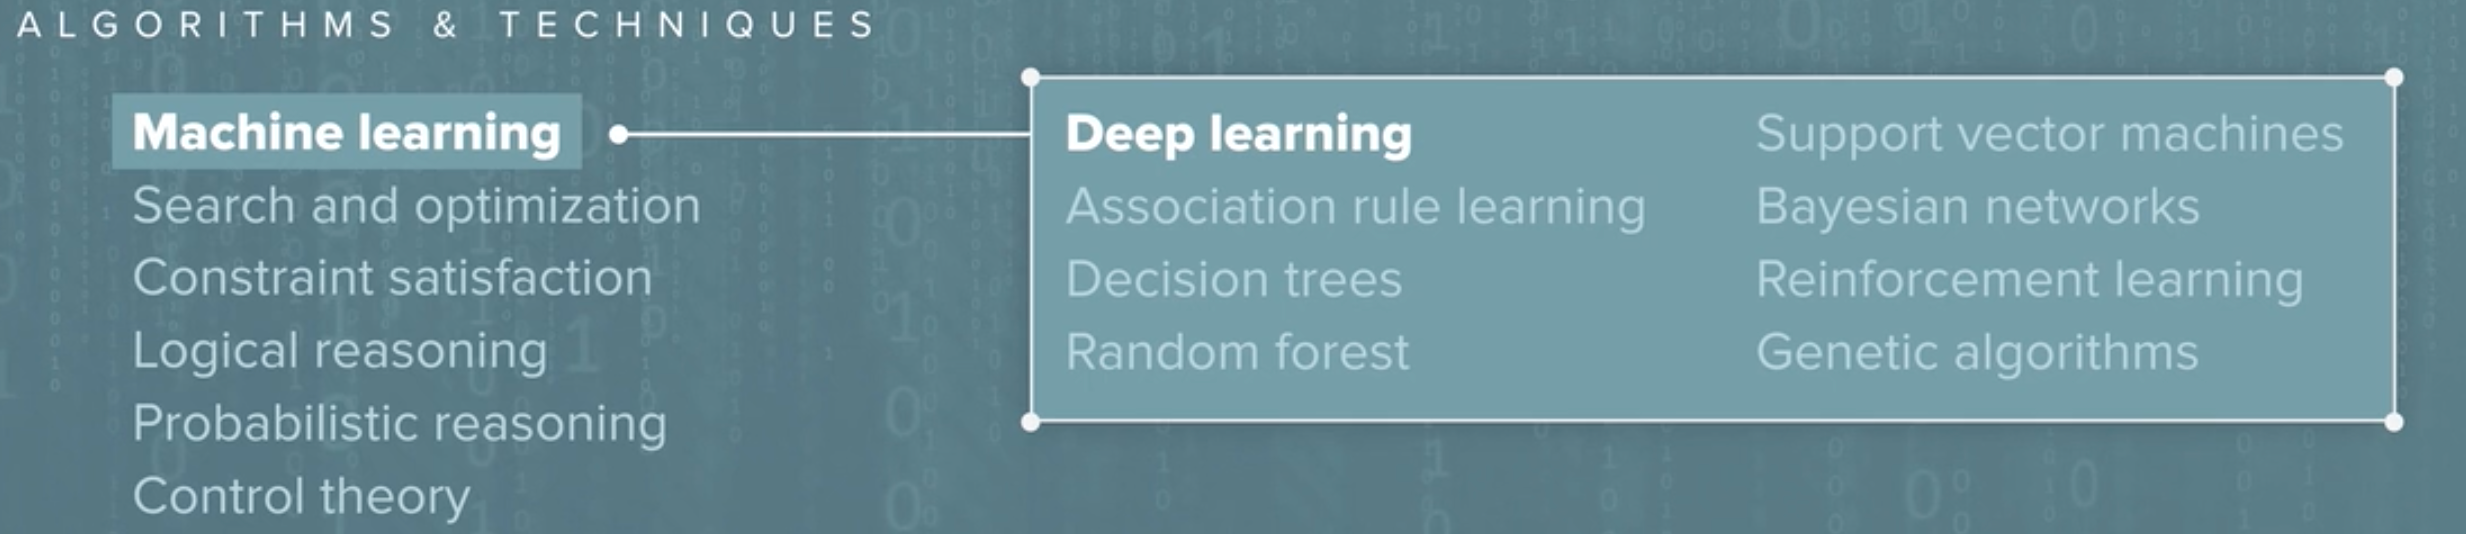 ALGORITHMS & TECHNIQUES
Machine learning
Search and optimization
Constraint satisfaction
Logical reasoning
Probabilistic reasoning
Control theory
Deep learning
Association rule learning
Decision trees
Random forest
Support vector machines
Bayesian networks
Reinforcement learning
Genetic algorithms